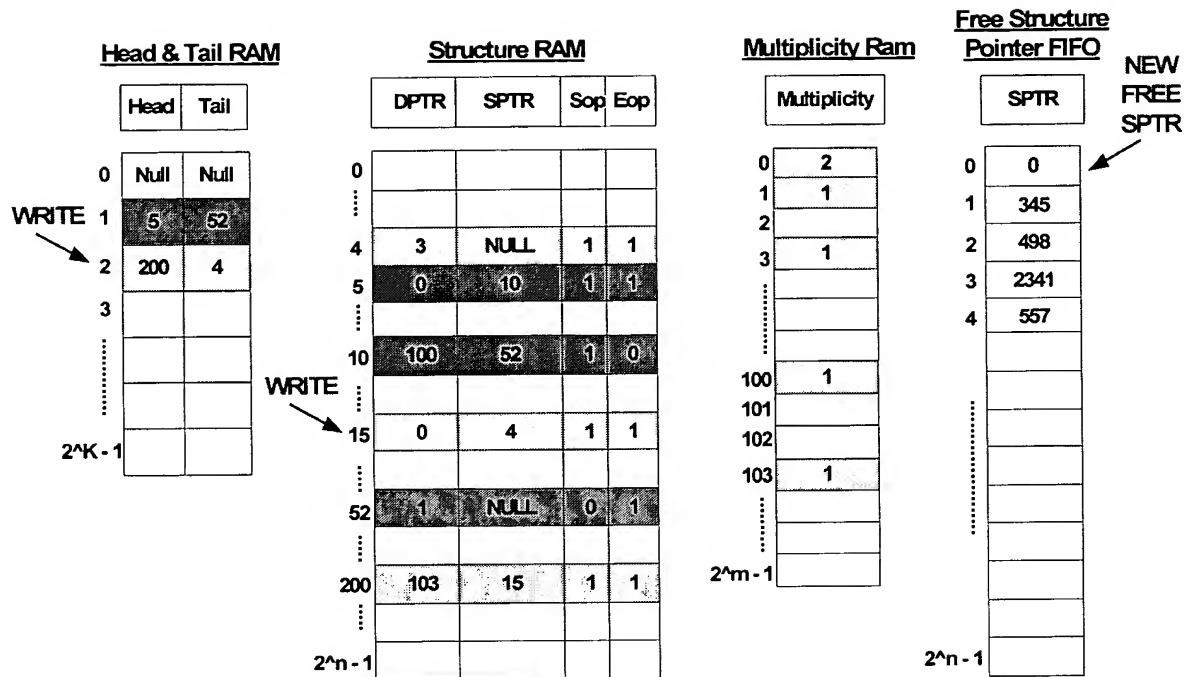 Head & Tail RAM
Head Tail
0 Null Null
WRITE 1 5 52
2 200 4
3
2^K - 1
Structure RAM
DPTR SPTR Sop Eop
0
4 3 NULL 1 1
5 0 10 1 1
10 100 52 1 0
WRITE
15 0 4 1 1
52 1 NULL 0 1
200 103 15 1 1
2^n - 1
Multiplicity Ram
Multiplicity
0 2
1 1
2
3 1
100 1
101
102
103 1
2^m - 1
Free Structure
Pointer FIFO
SPTR
NEW
FREE
SPTR
0 0
1 345
2 498
3 2341
4 557
2^n - 1